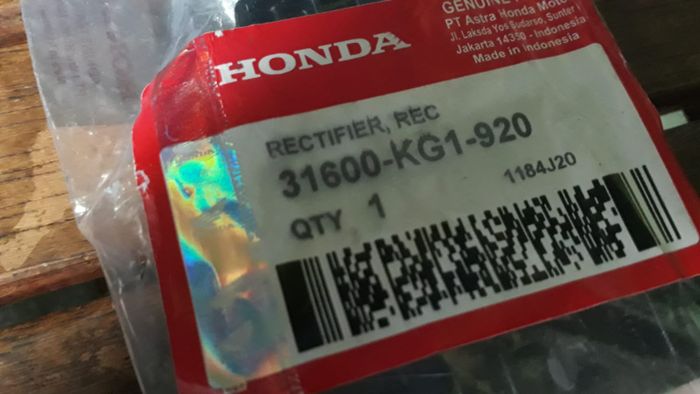 HONDA
GENUINE
PT Astra Honda Motor
Jl. Laksda Yos Sudarso, Sunter
Jakarta 14350 - Indonesia
Made in Indonesia
RECTIFIER, REC
31600-KG1-920
1184J20
QTY 1